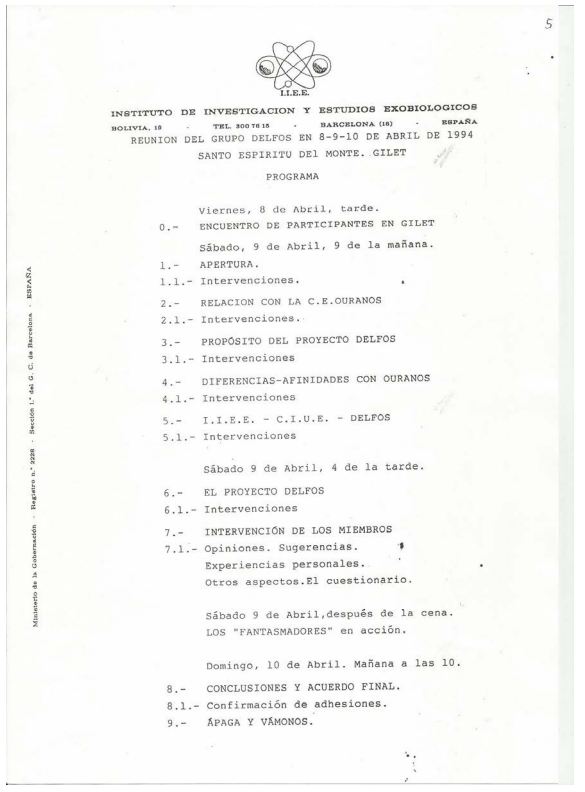 5
I.I.E.E.
INSTITUTO DE INVESTIGACION Y ESTUDIOS EXOBIOLOGICOS
BOLIVIA, 18 - TEL. 300 76 15 - BARCELONA (18) - ESPAÑA
REUNION DEL GRUPO DELFOS EN 8-9-10 DE ABRIL DE 1994
SANTO ESPIRITU DEl MONTE. GILET
PROGRAMA
Viernes, 8 de Abril, tarde.
0.- ENCUENTRO DE PARTICIPANTES EN GILET
Sábado, 9 de Abril, 9 de la mañana.
1.- APERTURA.
1.1.- Intervenciones.
2.- RELACION CON LA C.E.OURANOS
2.1.- Intervenciones.
3.- PROPÓSITO DEL PROYECTO DELFOS
3.1.- Intervenciones
4.- DIFERENCIAS-AFINIDADES CON OURANOS
4.1.- Intervenciones
5.- I.I.E.E. - C.I.U.E. - DELFOS
5.1.- Intervenciones
Sábado 9 de Abril, 4 de la tarde.
6.- EL PROYECTO DELFOS
6.1.- Intervenciones
7.- INTERVENCIÓN DE LOS MIEMBROS
7.1.- Opiniones. Sugerencias.
Experiencias personales.
Otros aspectos.El cuestionario.
Sábado 9 de Abril,después de la cena.
LOS "FANTASMADORES" en acción.
Domingo, 10 de Abril. Mañana a las 10.
8.- CONCLUSIONES Y ACUERDO FINAL.
8.1.- Confirmación de adhesiones.
9.- ÁPAGA Y VÁMONOS.
Ministerio de la Gobernación - Registro n.° 2228 - Sección 1.ª del G. C. de Barcelona - ESPAÑA